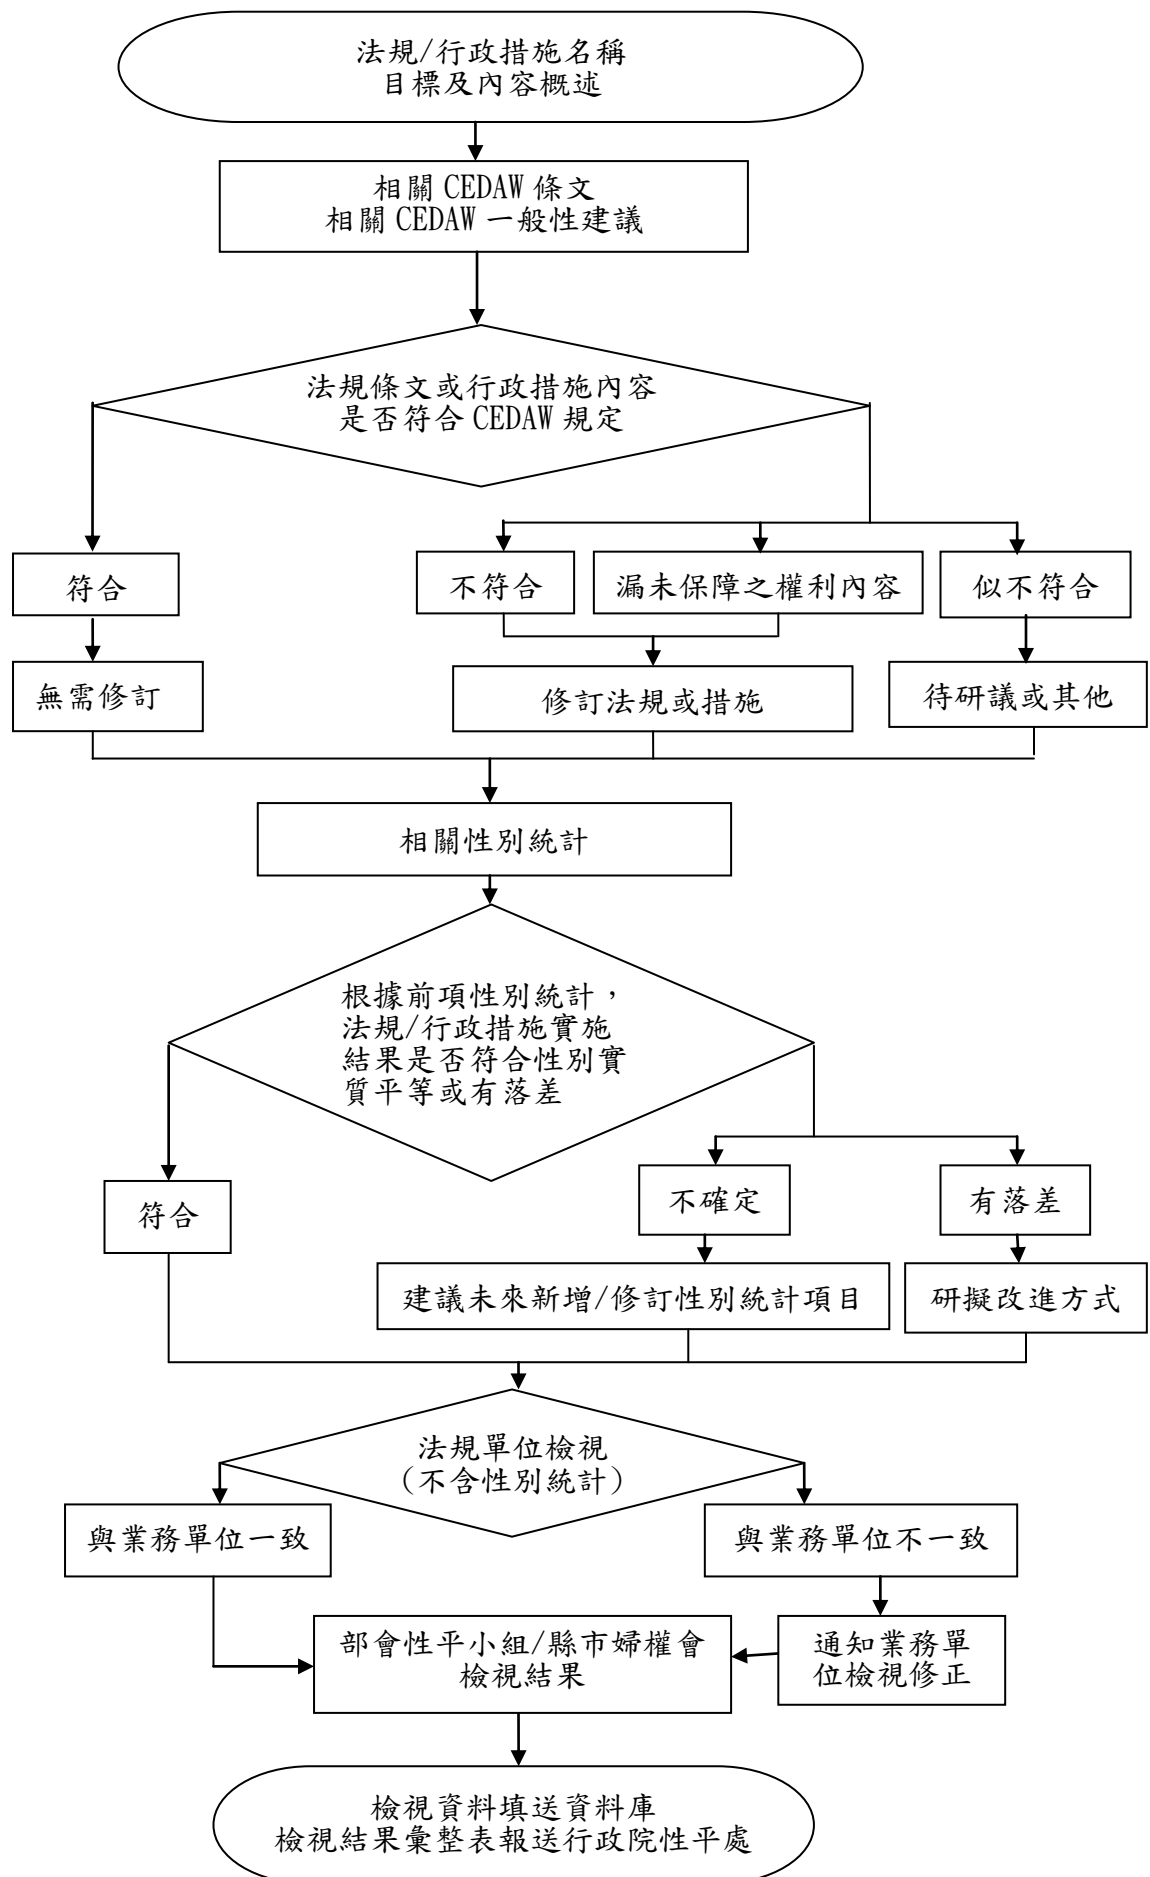 法規/行政措施名稱
目標及內容概述
相關 CEDAW 條文
相關 CEDAW 一般性建議
法規條文或行政措施內容
是否符合 CEDAW 規定
符合
不符合
漏未保障之權利內容
似不符合
無需修訂
修訂法規或措施
待研議或其他
相關性別統計
根據前項性別統計，
法規/行政措施實施
結果是否符合性別實
質平等或有落差
符合
不確定
有落差
建議未來新增/修訂性別統計項目
研擬改進方式
法規單位檢視
(不含性別統計)
與業務單位一致
與業務單位不一致
部會性平小組/縣市婦權會
檢視結果
通知業務單
位檢視修正
檢視資料填送資料庫
檢視結果彙整表報送行政院性平處